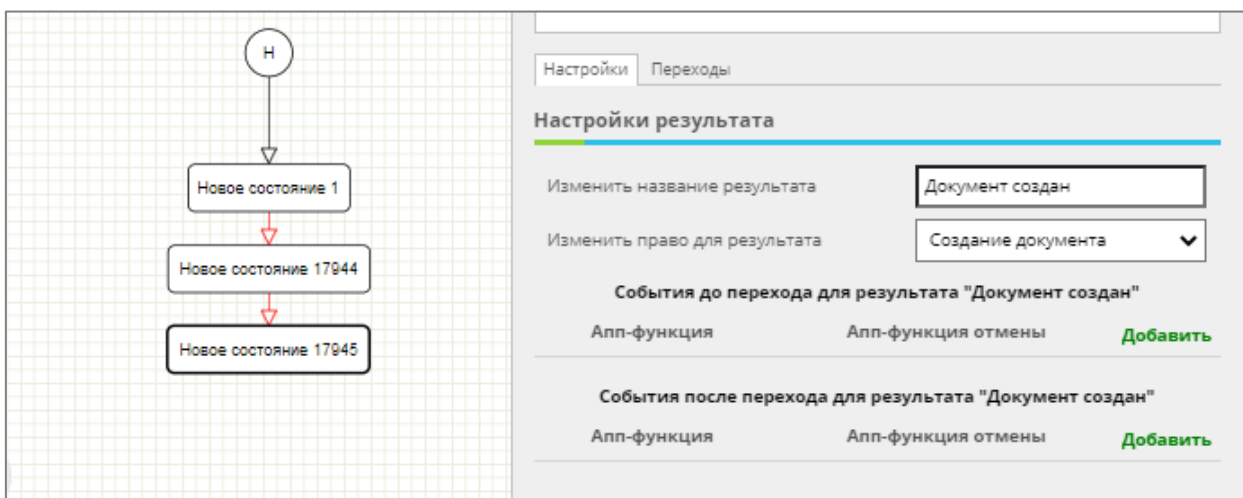 Н
Новое состояние 1
Новое состояние 17944
Новое состояние 17945
Настройки Переходы
Настройки результата
Изменить название результата Документ создан
Изменить право для результата Создание документа
События до перехода для результата "Документ создан"
Апп-функция Апп-функция отмены Добавить
События после перехода для результата "Документ создан"
Апп-функция Апп-функция отмены Добавить